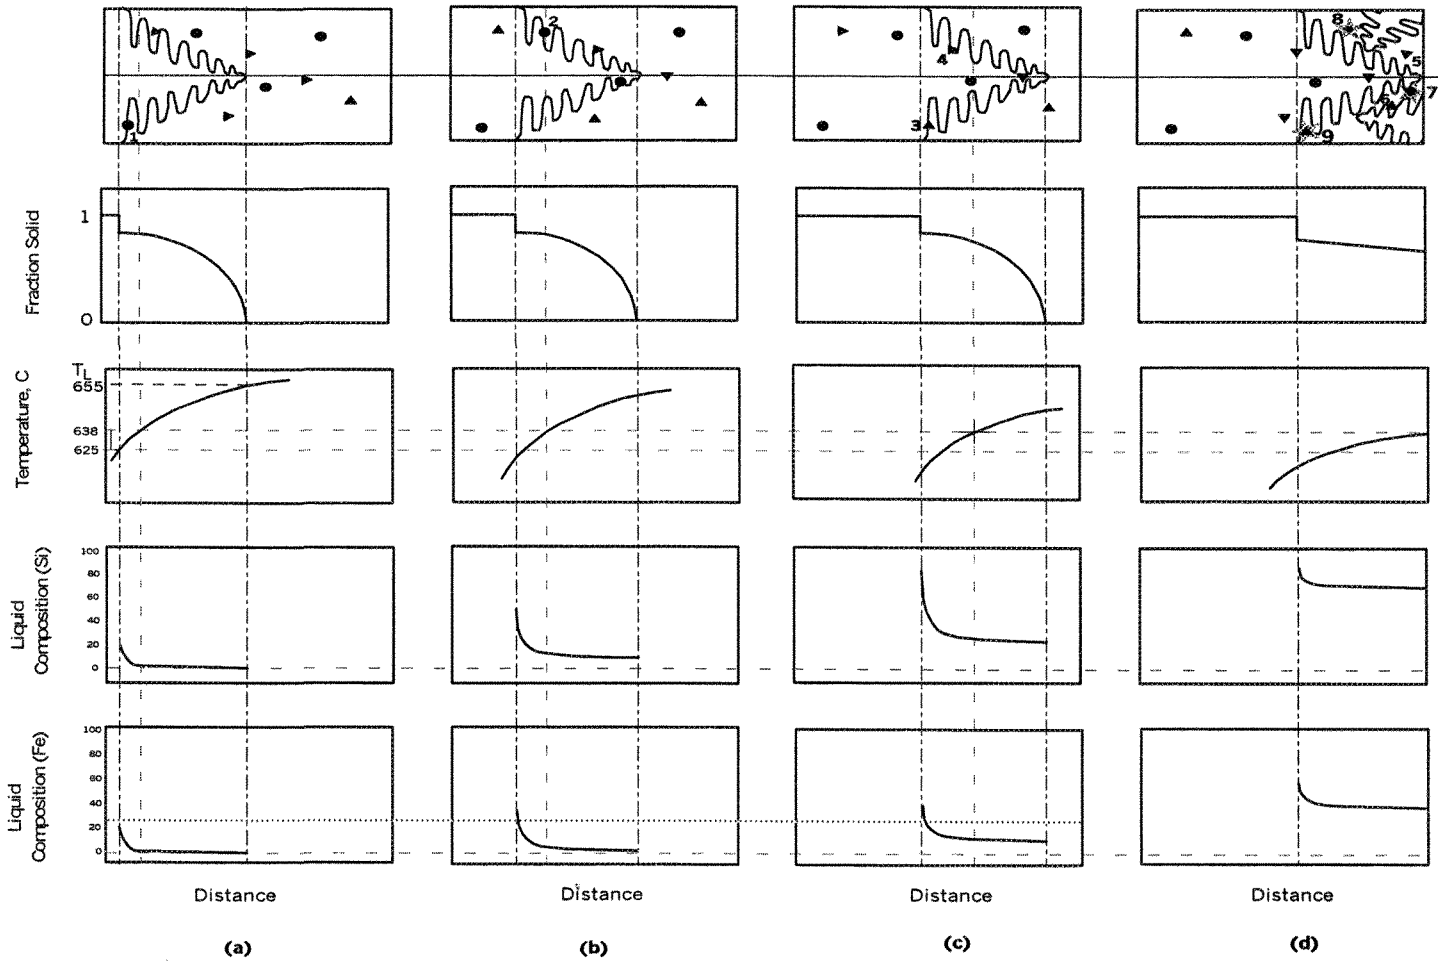 1
2
3
4
5
6
7
8
9
Fraction Solid
1
0
Temperature, C
T_L
655
638
625
Liquid
Composition (Si)
100
80
60
40
20
0
Liquid
Composition (Fe)
100
80
60
40
20
0
Distance
Distance
Distance
Distance
(a)
(b)
(c)
(d)